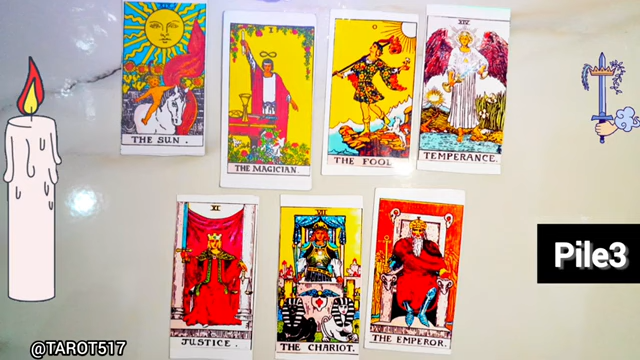 THE SUN .
I
THE MAGICIAN.
O
THE FOOL
XIV
TEMPERANCE.
XI
JUSTICE .
VII
THE CHARIOT.
THE EMPEROR.
Pile3
@TAROT517